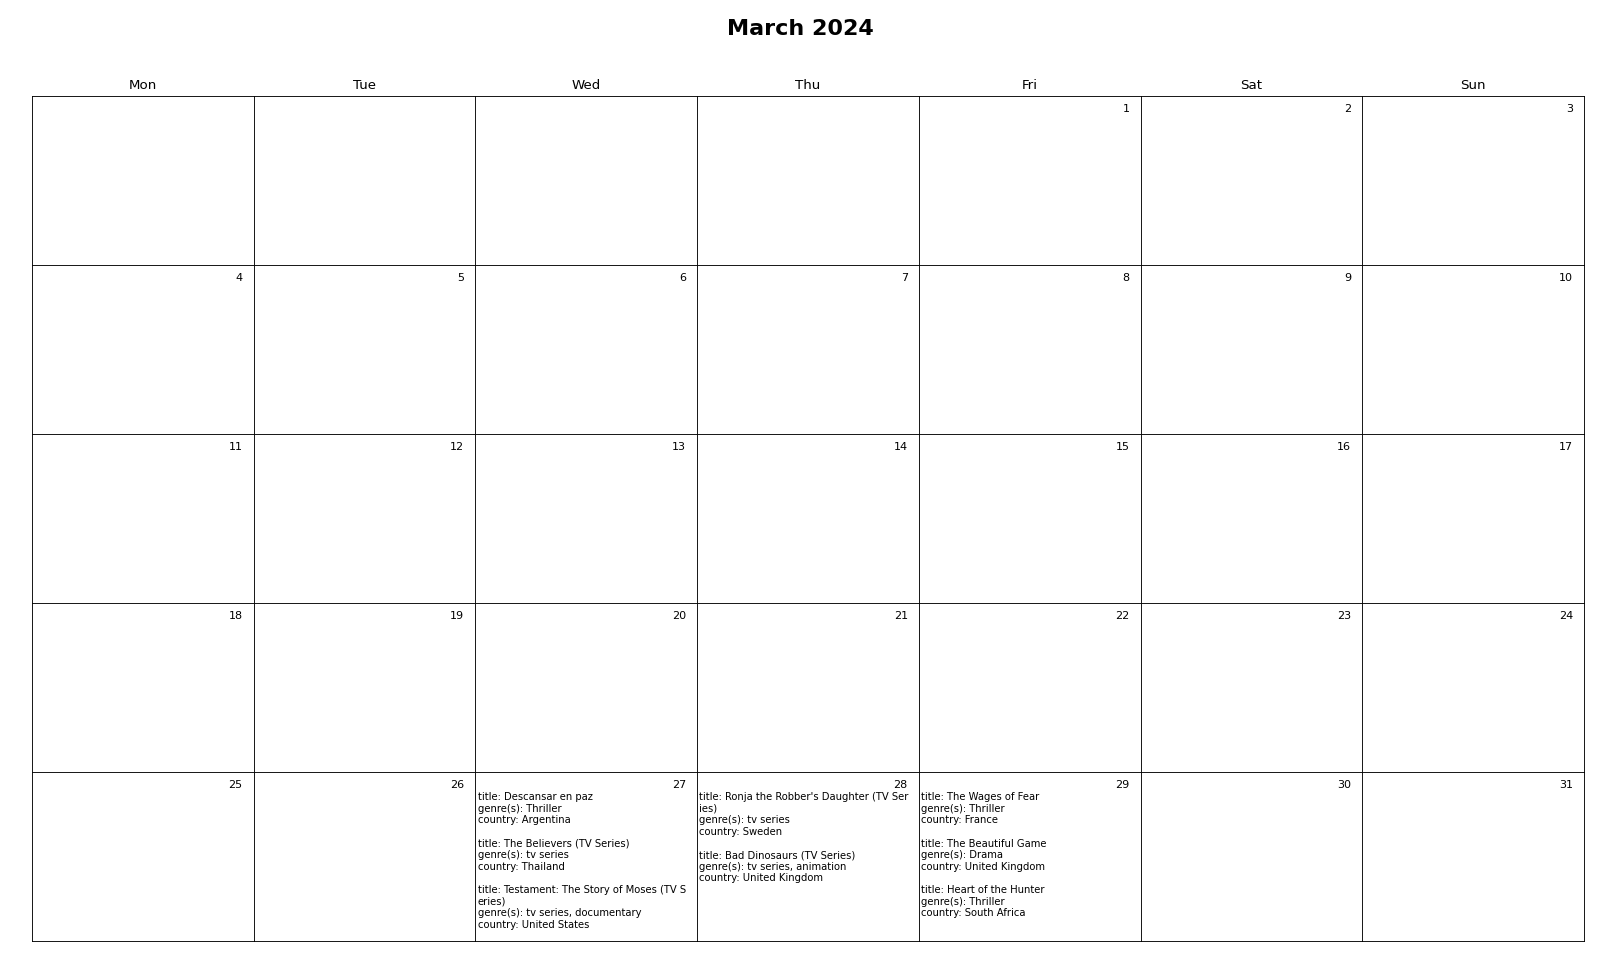 March 2024
Mon Tue Wed Thu Fri Sat Sun
1 2 3
4 5 6 7 8 9 10
11 12 13 14 15 16 17
18 19 20 21 22 23 24
25 26 27 28 29 30 31
title: Descansar en paz
genre(s): Thriller
country: Argentina
title: The Believers (TV Series)
genre(s): tv series
country: Thailand
title: Testament: The Story of Moses (TV S
eries)
genre(s): tv series, documentary
country: United States
title: Ronja the Robber's Daughter (TV Ser
ies)
genre(s): tv series
country: Sweden
title: Bad Dinosaurs (TV Series)
genre(s): tv series, animation
country: United Kingdom
title: The Wages of Fear
genre(s): Thriller
country: France
title: The Beautiful Game
genre(s): Drama
country: United Kingdom
title: Heart of the Hunter
genre(s): Thriller
country: South Africa